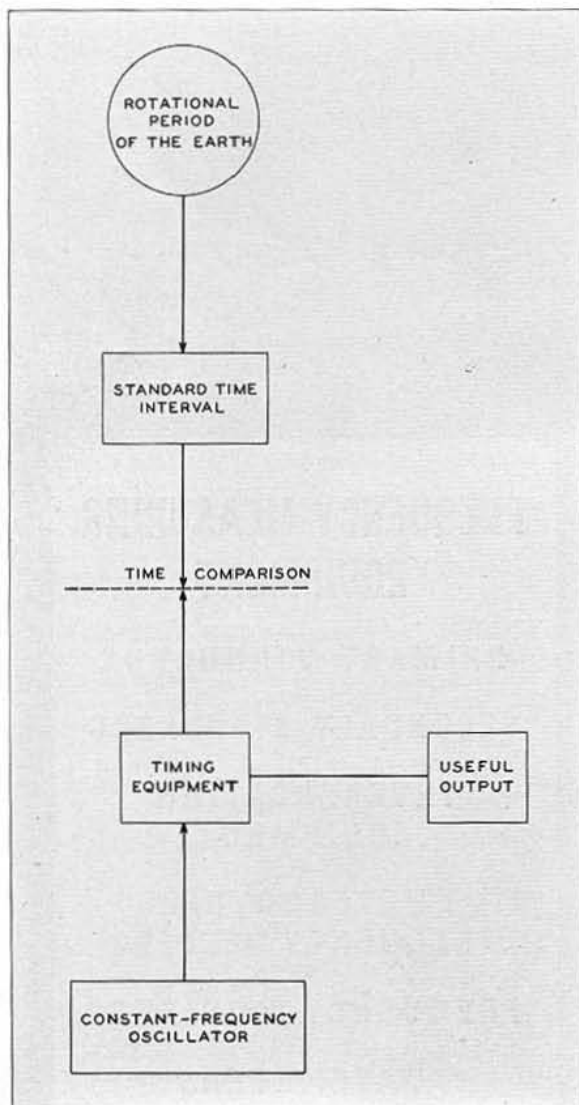 ROTATIONAL
PERIOD
OF THE EARTH
STANDARD TIME
INTERVAL
TIME COMPARISON
TIMING
EQUIPMENT
USEFUL
OUTPUT
CONSTANT-FREQUENCY
OSCILLATOR